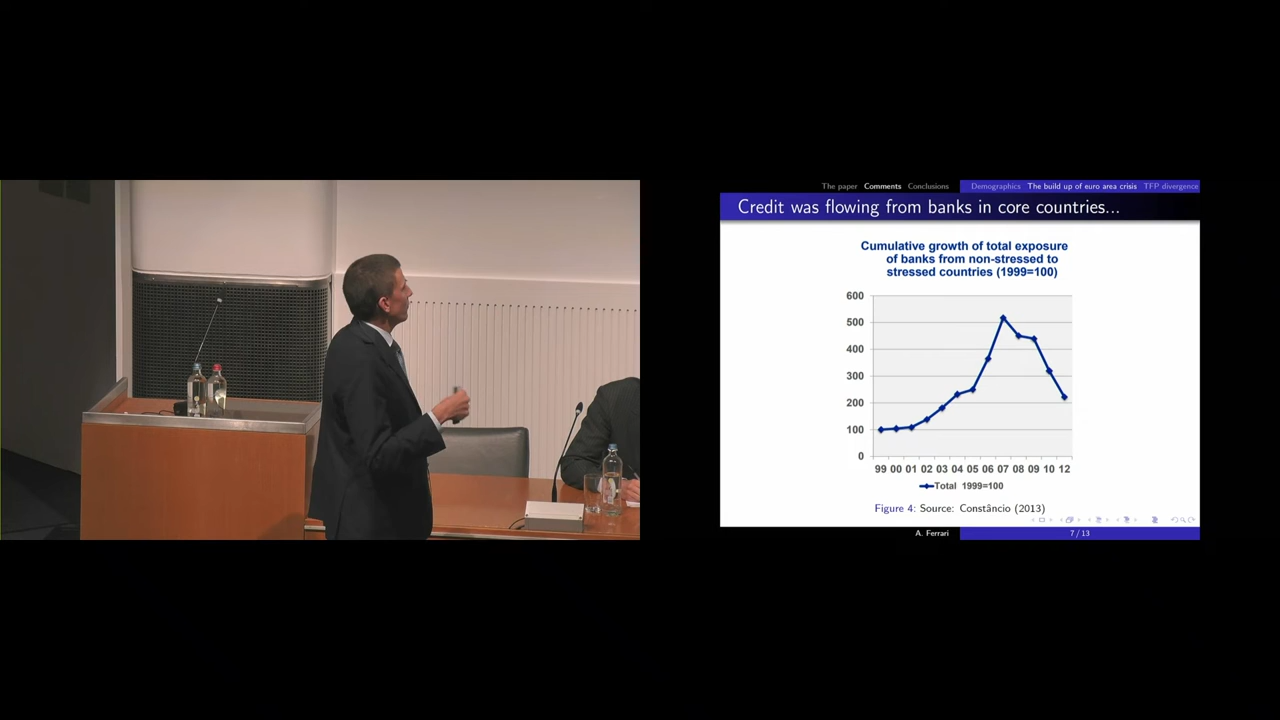 The paper Comments Conclusions Demographics The build up of euro area crisis TFP divergence
Credit was flowing from banks in core countries...
Cumulative growth of total exposure
of banks from non-stressed to
stressed countries (1999=100)
600
500
400
300
200
100
0
99 00 01 02 03 04 05 06 07 08 09 10 12
Total 1999=100
Figure 4: Source: Constâncio (2013)
A. Ferrari 7 / 13